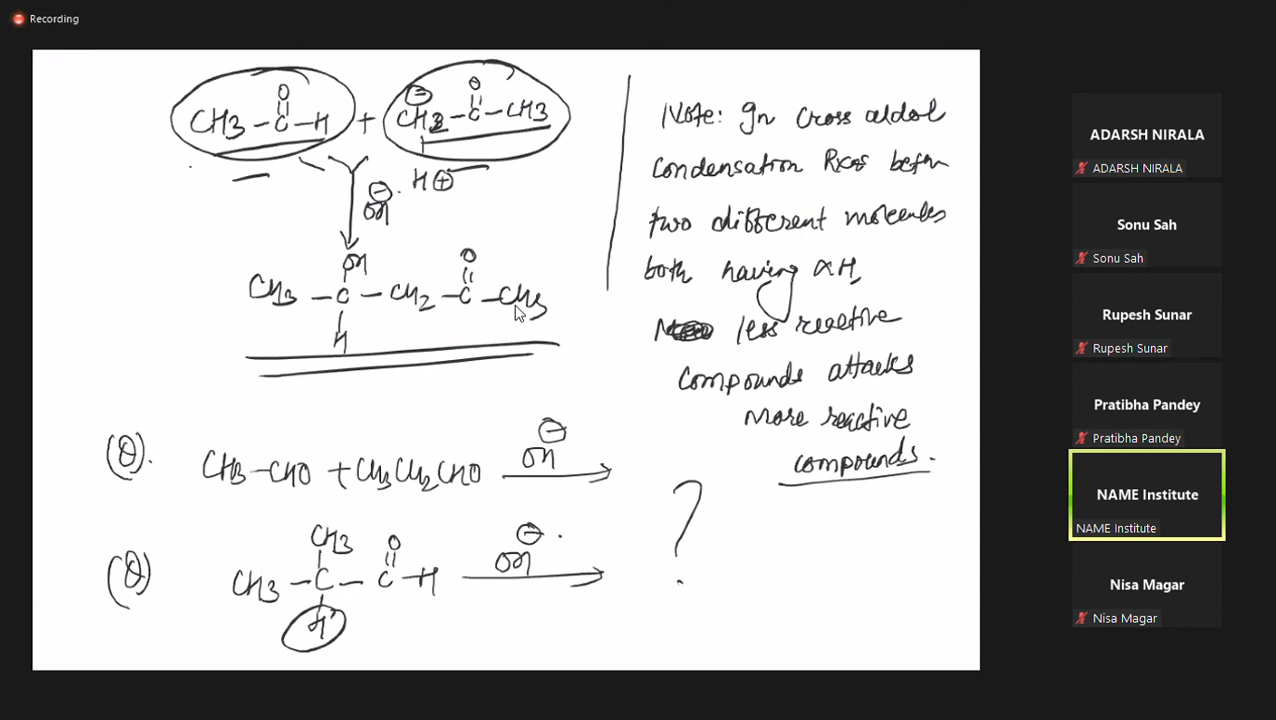 Recording
O O
CH3 - C - H + CH2 - C - CH3
H ⊕
OH ⊖
OH O
CH3 - C - CH2 - C - CH3
H
Note: In Cross aldol
condensation Rxns
two different molecules
both having αH,
less reactive
compounds attacks
more reactive
compounds.
(Q). CH3-CHO + CH3CH2CHO OH ⊖
CH3 O
(Q) CH3 - C - C - H OH ⊖ ?
H
ADARSH NIRALA
ADARSH NIRALA
Sonu Sah
Sonu Sah
Rupesh Sunar
Rupesh Sunar
Pratibha Pandey
Pratibha Pandey
NAME Institute
NAME Institute
Nisa Magar
Nisa Magar